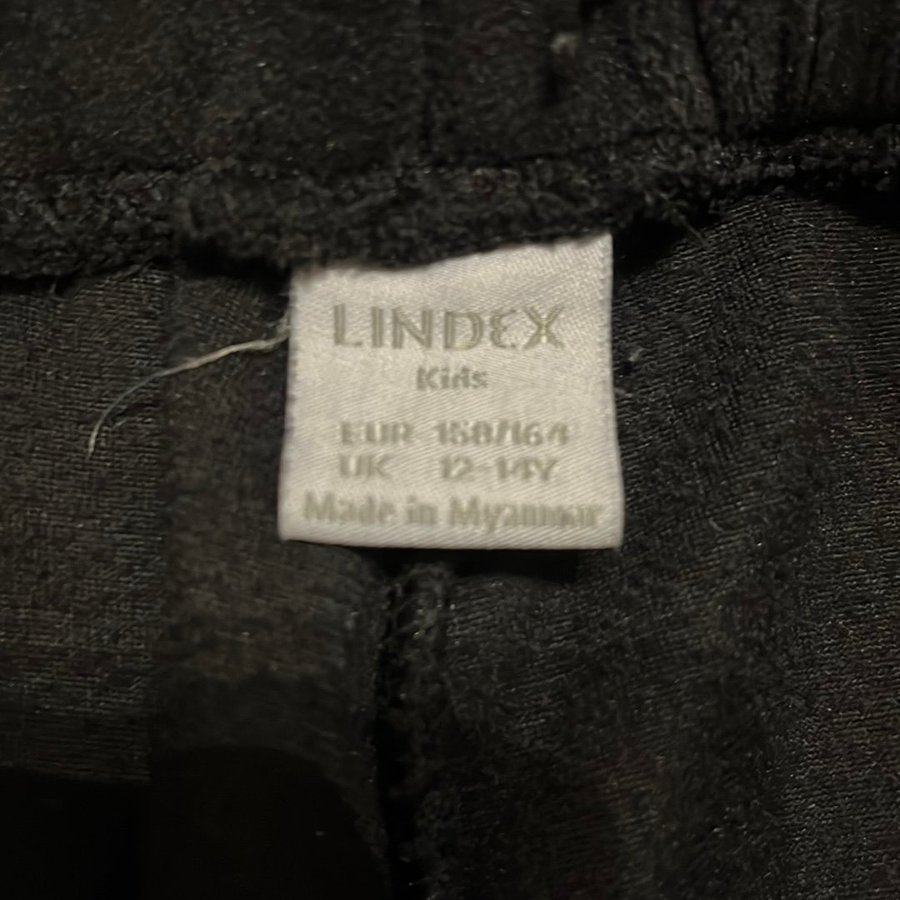 LINDEX
Kids
EUR 158/164
UK 12-14Y
Made in Myanmar